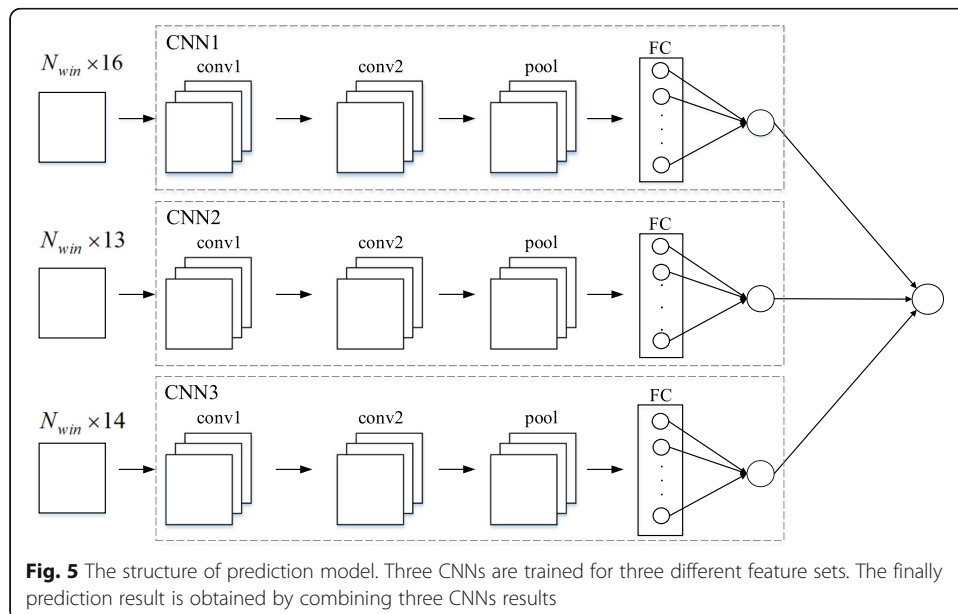 CNN1
N_win ×16
conv1
conv2
pool
FC
CNN2
N_win ×13
conv1
conv2
pool
FC
CNN3
N_win ×14
conv1
conv2
pool
FC
Fig. 5 The structure of prediction model. Three CNNs are trained for three different feature sets. The finally
prediction result is obtained by combining three CNNs results